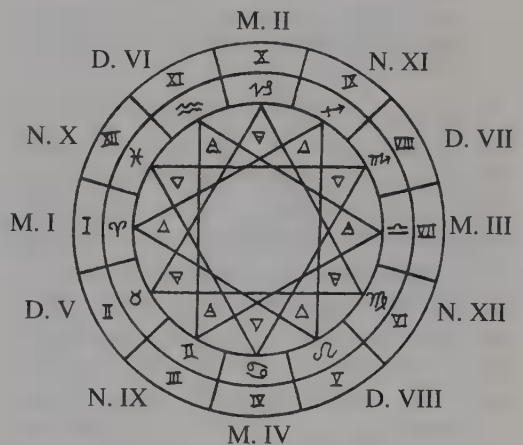 M. II
D. VI
N. XI
N. X
D. VII
M. I
M. III
D. V
N. XII
N. IX
D. VIII
M. IV
X
XI
IX
XII
VIII
I
VII
II
VI
III
V
IV
♑
♒
♐
♓
♏
♈
♎
♉
♍
♊
♌
♋